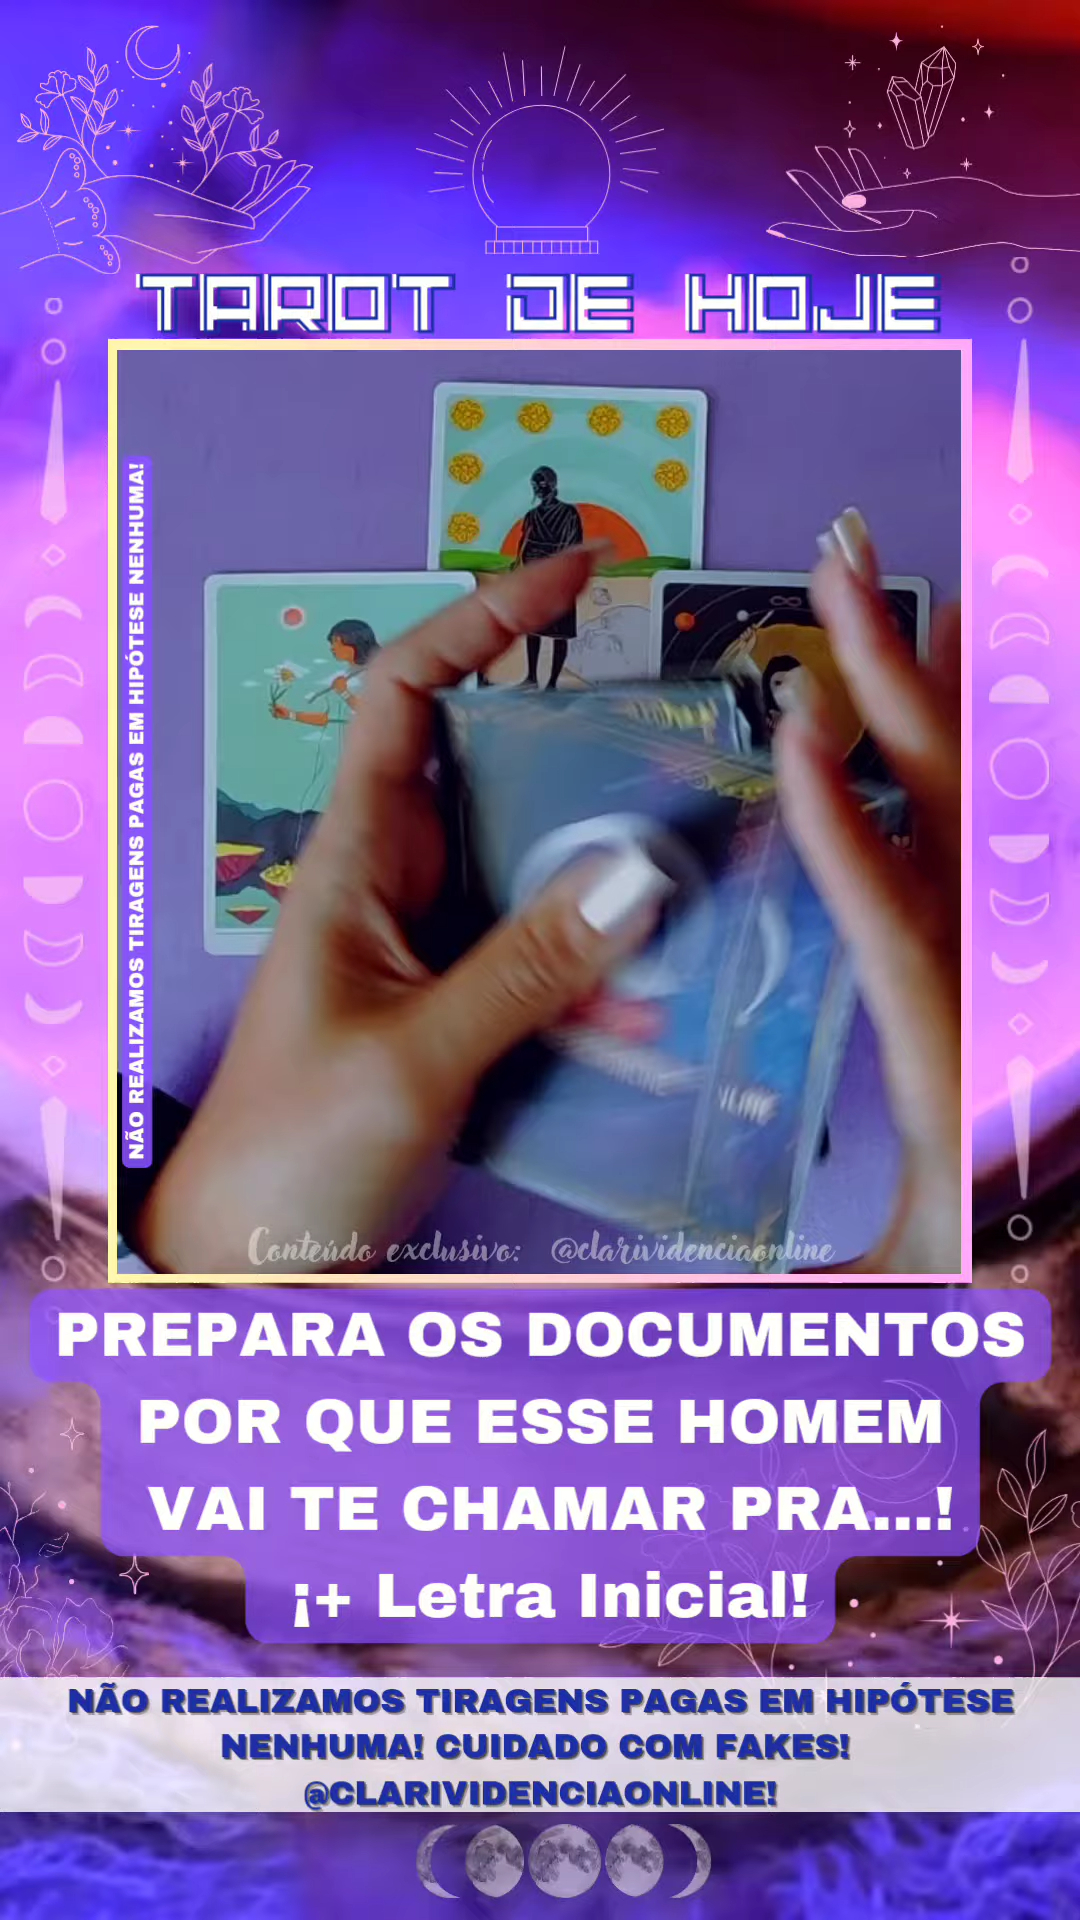 TAROT DE HOJE
NÃO REALIZAMOS TIRAGENS PAGAS EM HIPÓTESE NENHUMA!
Conteúdo exclusivo: @clarividenciaonline
PREPARA OS DOCUMENTOS
POR QUE ESSE HOMEM
VAI TE CHAMAR PRA...!
¡+ Letra Inicial!
NÃO REALIZAMOS TIRAGENS PAGAS EM HIPÓTESE
NENHUMA! CUIDADO COM FAKES!
@CLARIVIDENCIAONLINE!